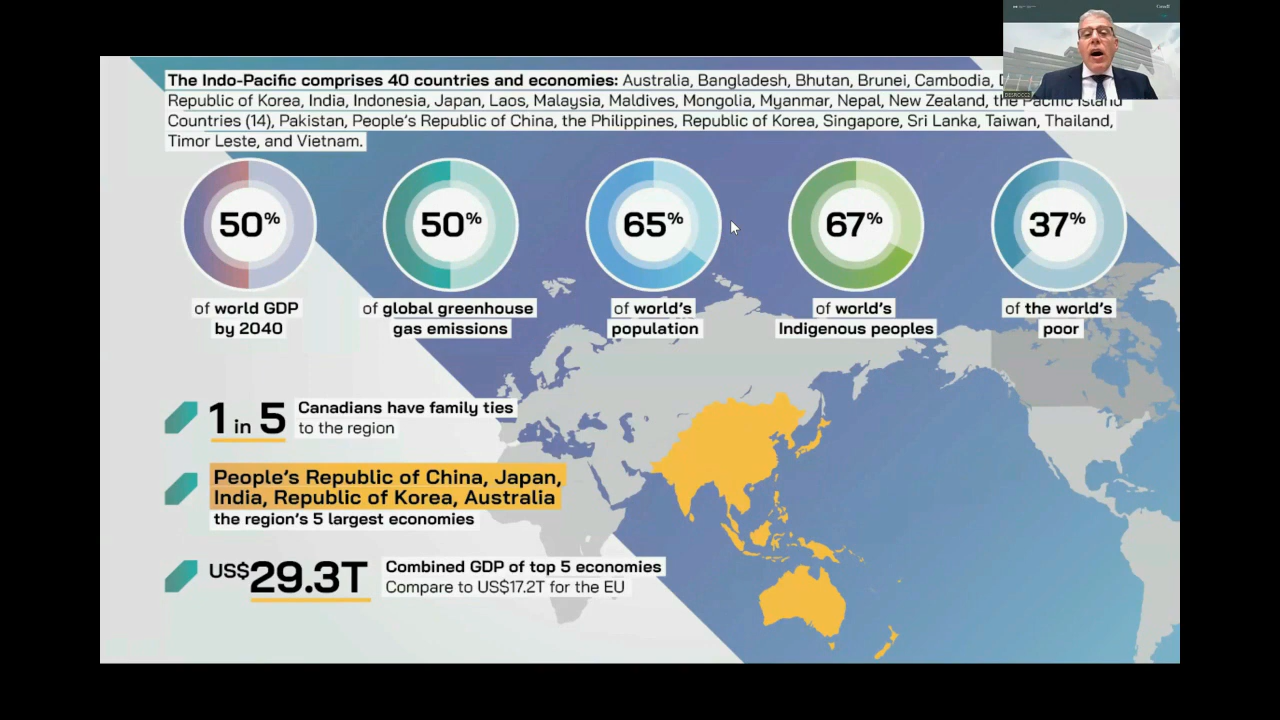 The Indo-Pacific comprises 40 countries and economies: Australia, Bangladesh, Bhutan, Brunei, Cambodia,
Republic of Korea, India, Indonesia, Japan, Laos, Malaysia, Maldives, Mongolia, Myanmar, Nepal, New Zealand, the Pacific Island
Countries (14), Pakistan, People's Republic of China, the Philippines, Republic of Korea, Singapore, Sri Lanka, Taiwan, Thailand,
Timor Leste, and Vietnam.
50%
of world GDP
by 2040
50%
of global greenhouse
gas emissions
65%
of world's
population
67%
of world's
Indigenous peoples
37%
of the world's
poor
1 in 5
Canadians have family ties
to the region
People's Republic of China, Japan,
India, Republic of Korea, Australia
the region's 5 largest economies
US$29.3T
Combined GDP of top 5 economies
Compare to US$17.2T for the EU